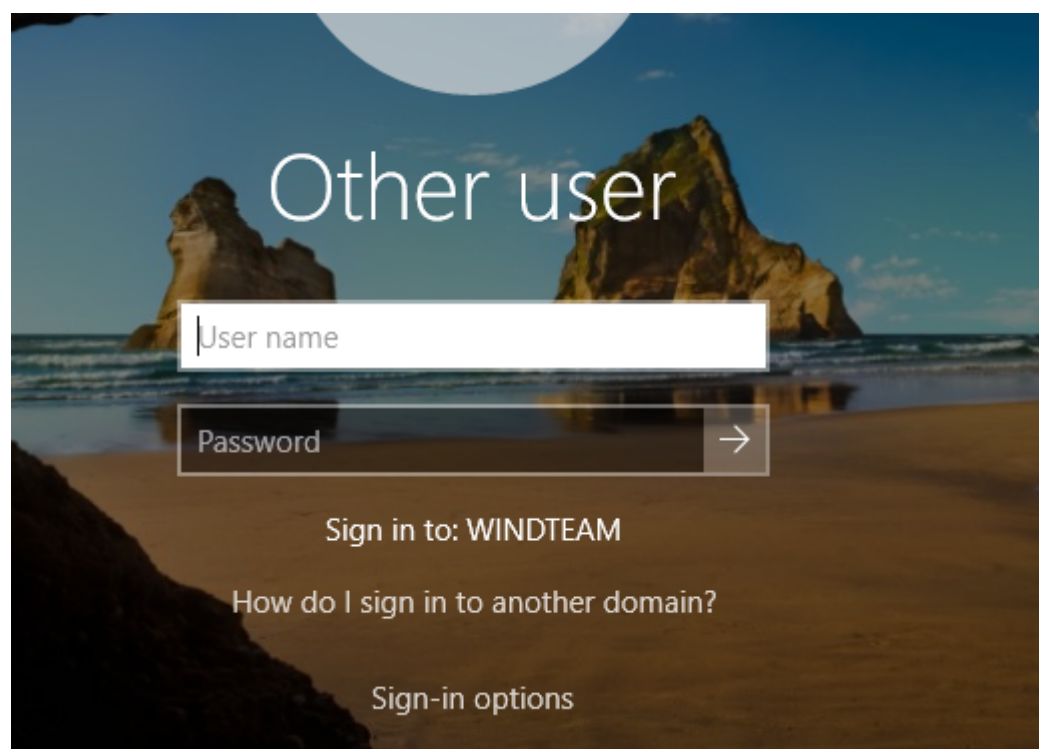 Other user
User name
Password
Sign in to: WINDTEAM
How do I sign in to another domain?
Sign-in options